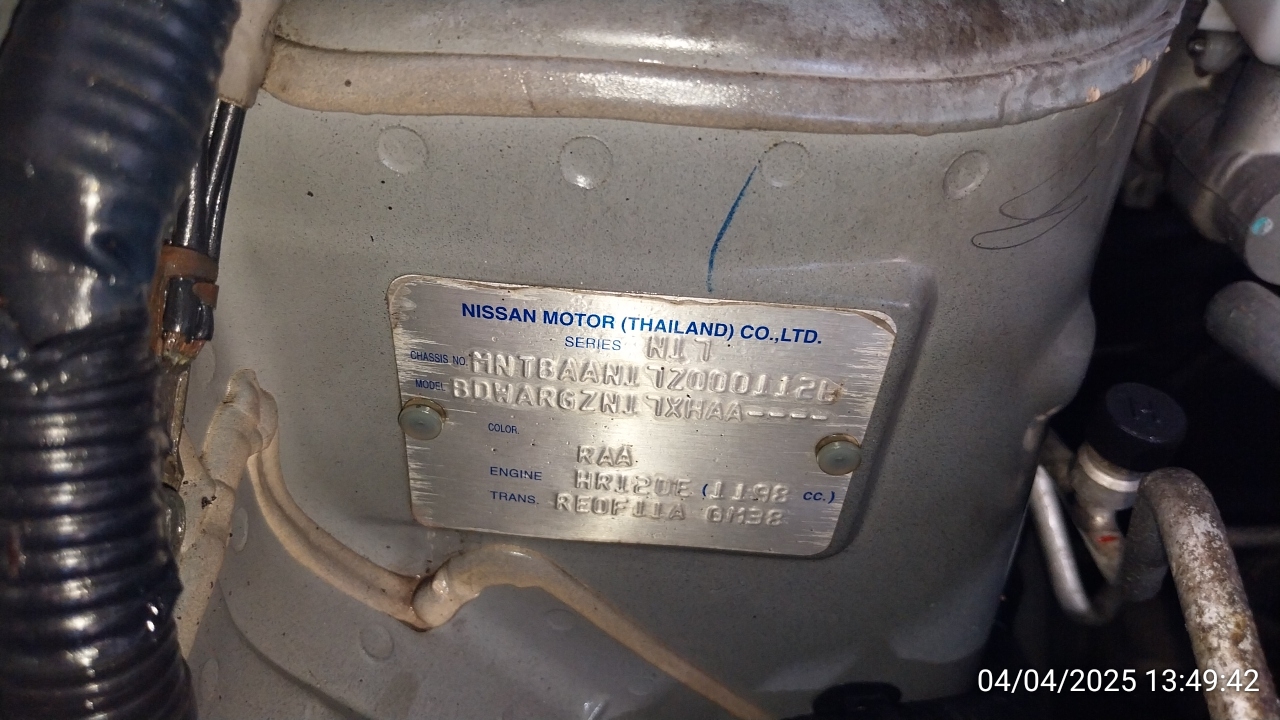 NISSAN MOTOR (THAILAND) CO.,LTD.
SERIES N17
CHASSIS NO. MNTBAAN17Z000112
MODEL BDWARGZN17XHAA----
COLOR.
RAA
ENGINE HR12DE (1198 CC.)
TRANS. RE0F11A GM38
04/04/2025 13:49:42